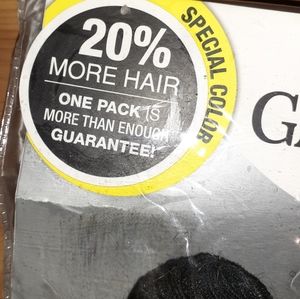 20%
MORE HAIR
ONE PACK IS
MORE THAN ENOUGH
GUARANTEE!
SPECIAL COLOR